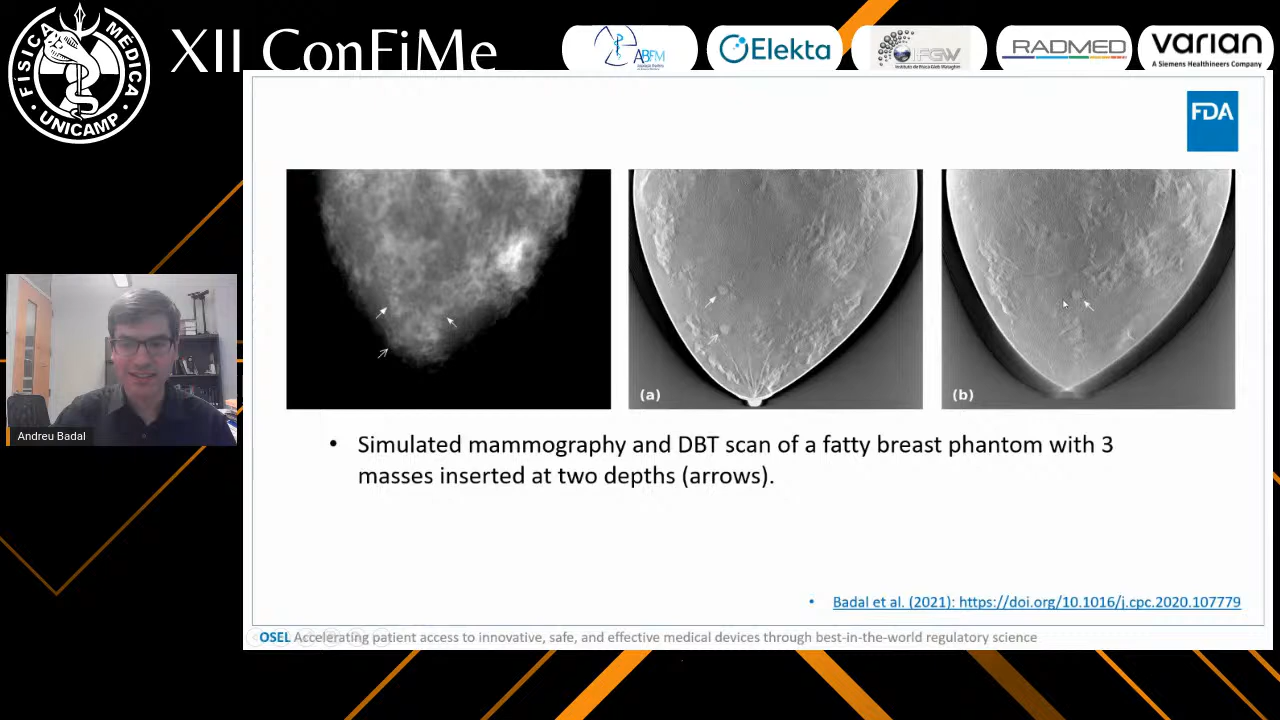 FÍSICA MÉDICA
UNICAMP
XII ConFiMe
ABFM
Elekta
IFGW
RADMED
varian
A Siemens Healthineers Company
FDA
(a)
(b)
Andreu Badal
• Simulated mammography and DBT scan of a fatty breast phantom with 3
masses inserted at two depths (arrows).
• Badal et al. (2021): https://doi.org/10.1016/j.cpc.2020.107779
OSEL Accelerating patient access to innovative, safe, and effective medical devices through best-in-the-world regulatory science